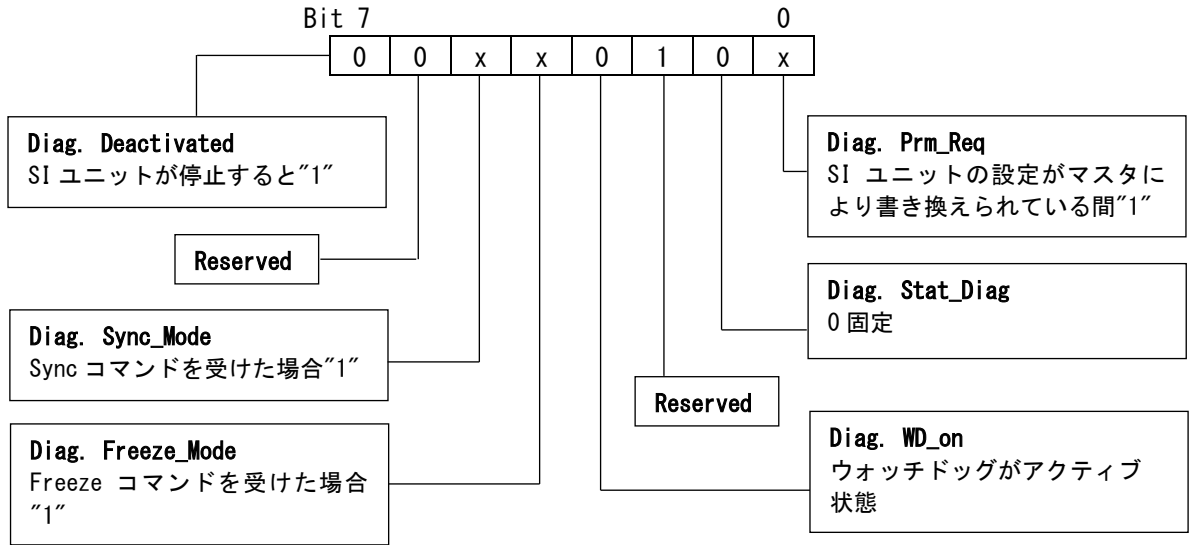 Bit 7 0
0 0 x x 0 1 0 x
Diag. Deactivated
SI ユニットが停止すると"1"
Reserved
Diag. Sync_Mode
Sync コマンドを受けた場合"1"
Diag. Freeze_Mode
Freeze コマンドを受けた場合
"1"
Diag. Prm_Req
SI ユニットの設定がマスタに
より書き換えられている間"1"
Diag. Stat_Diag
0 固定
Reserved
Diag. WD_on
ウォッチドッグがアクティブ
状態